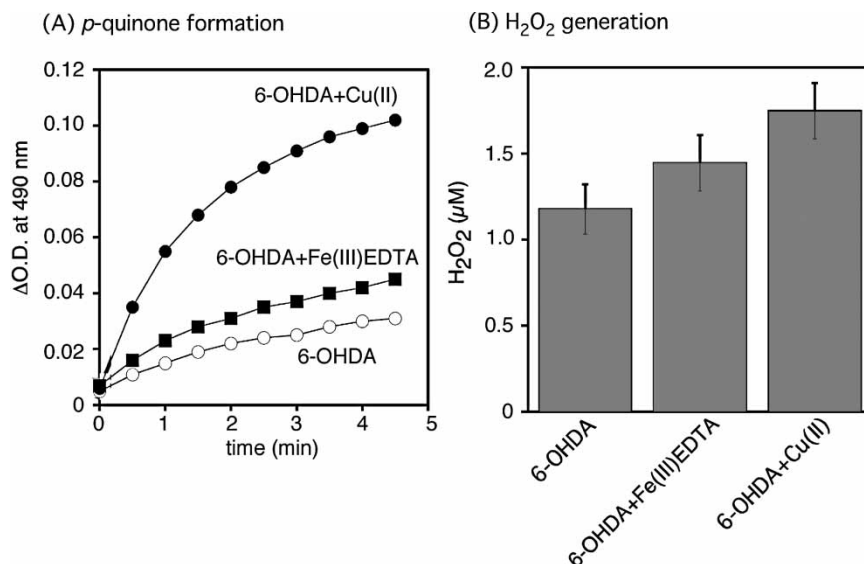 (A) p-quinone formation
0.12
0.10
0.08
0.06
0.04
0.02
0
ΔO.D. at 490 nm
6-OHDA+Cu(II)
6-OHDA+Fe(III)EDTA
6-OHDA
0 1 2 3 4 5
time (min)
(B) H₂O₂ generation
2.0
1.5
1.0
1.0
0
H₂O₂ (µM)
6-OHDA
6-OHDA+Fe(III)EDTA
6-OHDA+Cu(II)